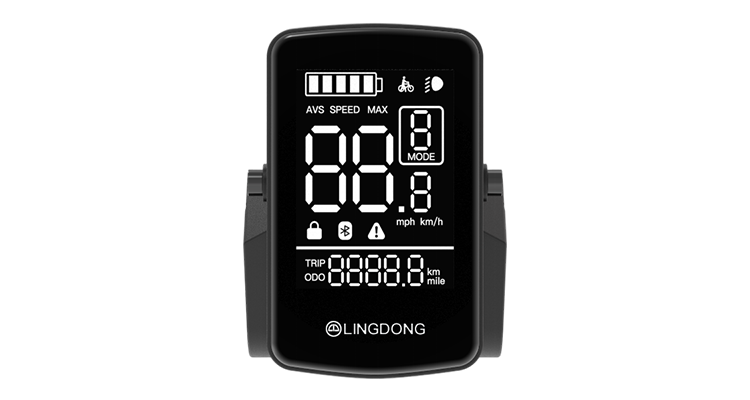 AVS SPEED MAX
8
MODE
88.8
mph km/h
TRIP
ODO
8888.8
km
mile
LINGDONG